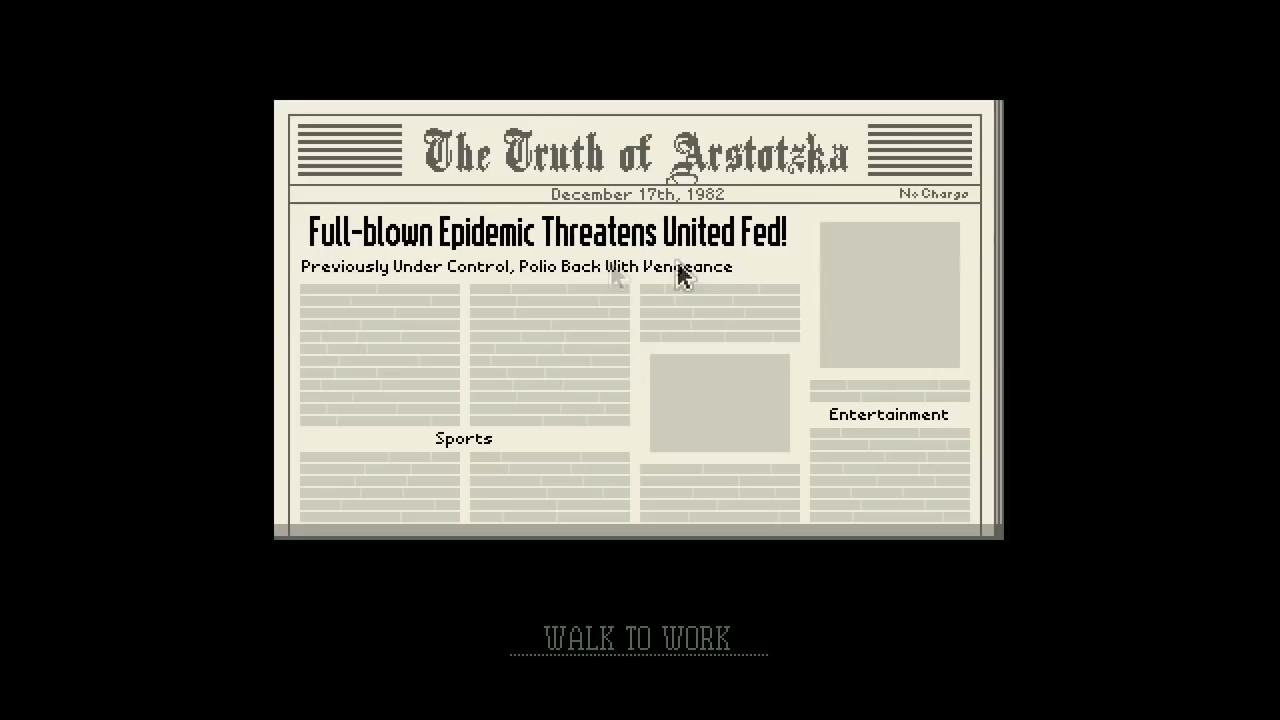 The Truth of Arstotzka
December 17th, 1982
No Charge
Full-blown Epidemic Threatens United Fed!
Previously Under Control, Polio Back With Vengeance
Entertainment
Sports
WALK TO WORK